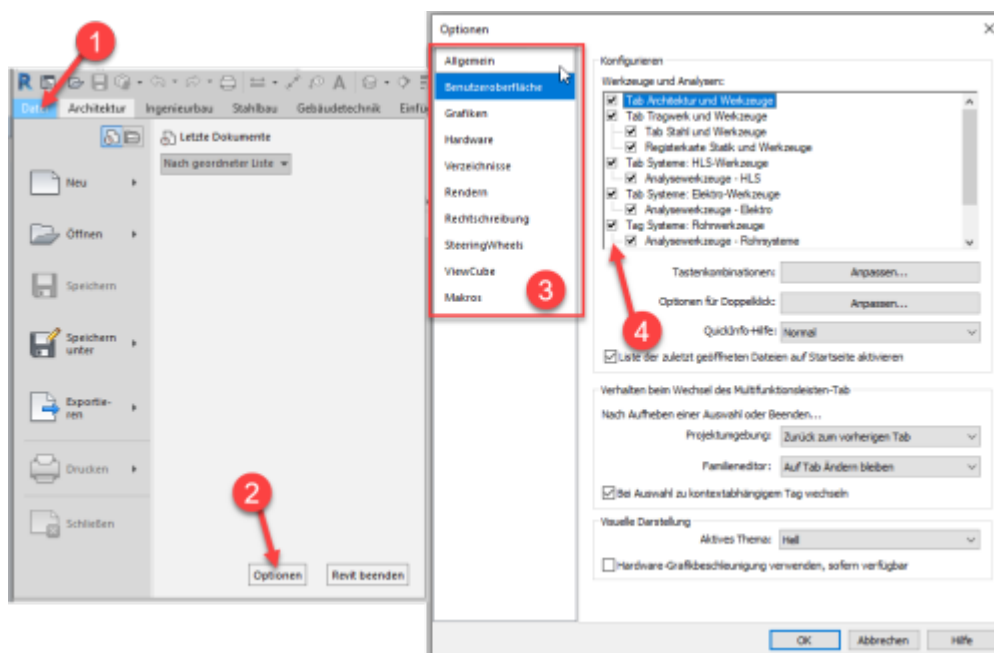 1
Datei Architektur Ingenieurbau Stahlbau Gebäudetechnik Einfü
Letzte Dokumente
Nach geordneter Liste
Neu
Öffnen
Speichern
Speichern
unter
Exportie-
ren
Drucken
Schließen
2
Optionen Revit beenden
Optionen
Allgemein
Benutzeroberfläche
Grafiken
Hardware
Verzeichnisse
Rendern
Rechtschreibung
SteeringWheels
ViewCube
Makros
3
Konfigurieren
Werkzeuge und Analysen:
Tab Architektur und Werkzeuge
Tab Tragwerk und Werkzeuge
Tab Stahl und Werkzeuge
Registerkarte Statik und Werkzeuge
Tab Systeme: HLS-Werkzeuge
Analysewerkzeuge - HLS
Tab Systeme: Elektro-Werkzeuge
Analysewerkzeuge - Elektro
Tag Systeme: Rohrwerkzeuge
Analysewerkzeuge - Rohrsysteme
4
Tastenkombinationen: Anpassen...
Optionen für Doppelklick: Anpassen...
QuickInfo-Hilfe: Normal
Liste der zuletzt geöffneten Dateien auf Startseite aktivieren
Verhalten beim Wechsel des Multifunktionsleisten-Tab
Nach Aufheben einer Auswahl oder Beenden...
Projektumgebung: Zurück zum vorherigen Tab
Familieneditor: Auf Tab Ändern bleiben
Bei Auswahl zu kontextabhängigem Tag wechseln
Visuelle Darstellung
Aktives Thema: Hell
Hardware-Grafikbeschleunigung verwenden, sofern verfügbar
OK Abbrechen Hilfe